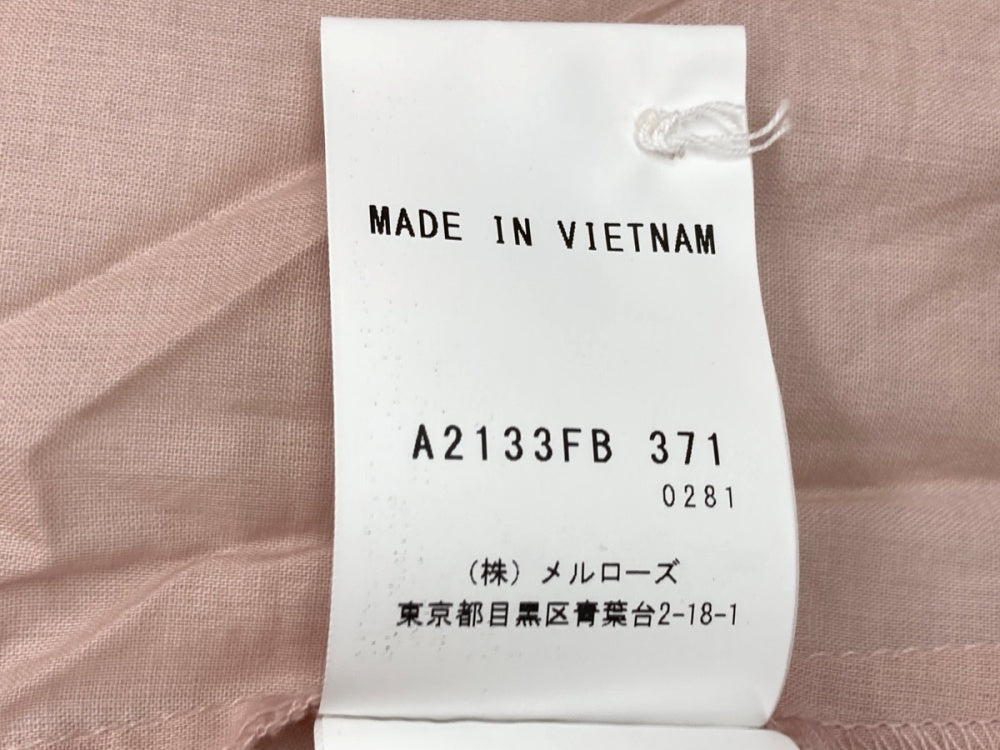 MADE IN VIETNAM
A2133FB 371
0281
(株)メルローズ
東京都目黒区青葉台2-18-1